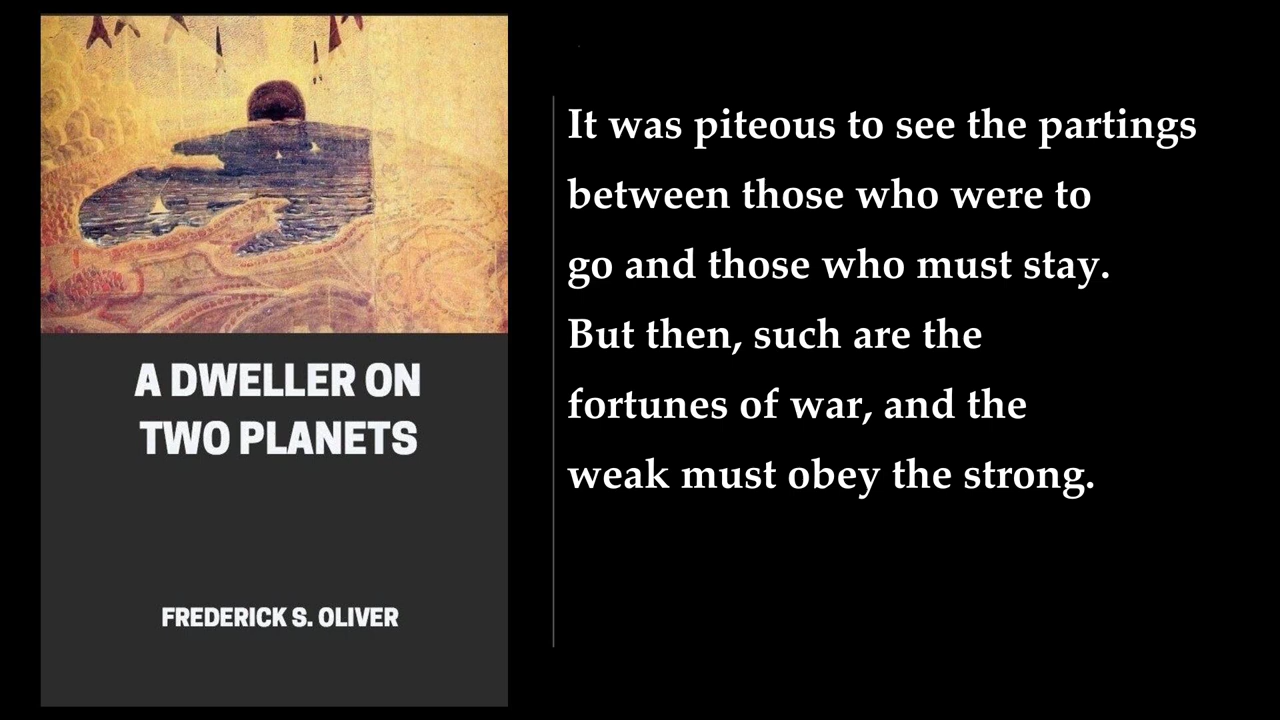 A DWELLER ON
TWO PLANETS
FREDERICK S. OLIVER
It was piteous to see the partings
between those who were to
go and those who must stay.
But then, such are the
fortunes of war, and the
weak must obey the strong.